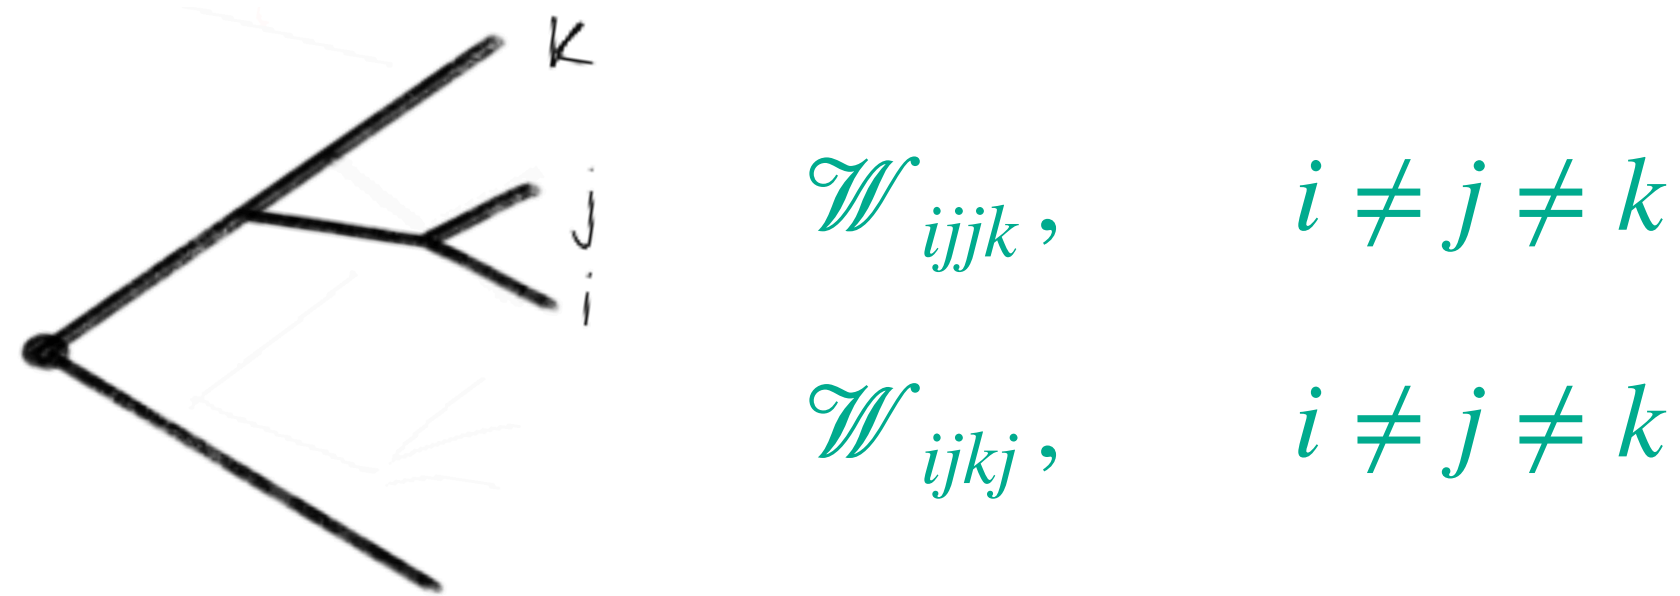 k
j
i
𝒲 ijjk , i ≠ j ≠ k
𝒲 ijkj , i ≠ j ≠ k